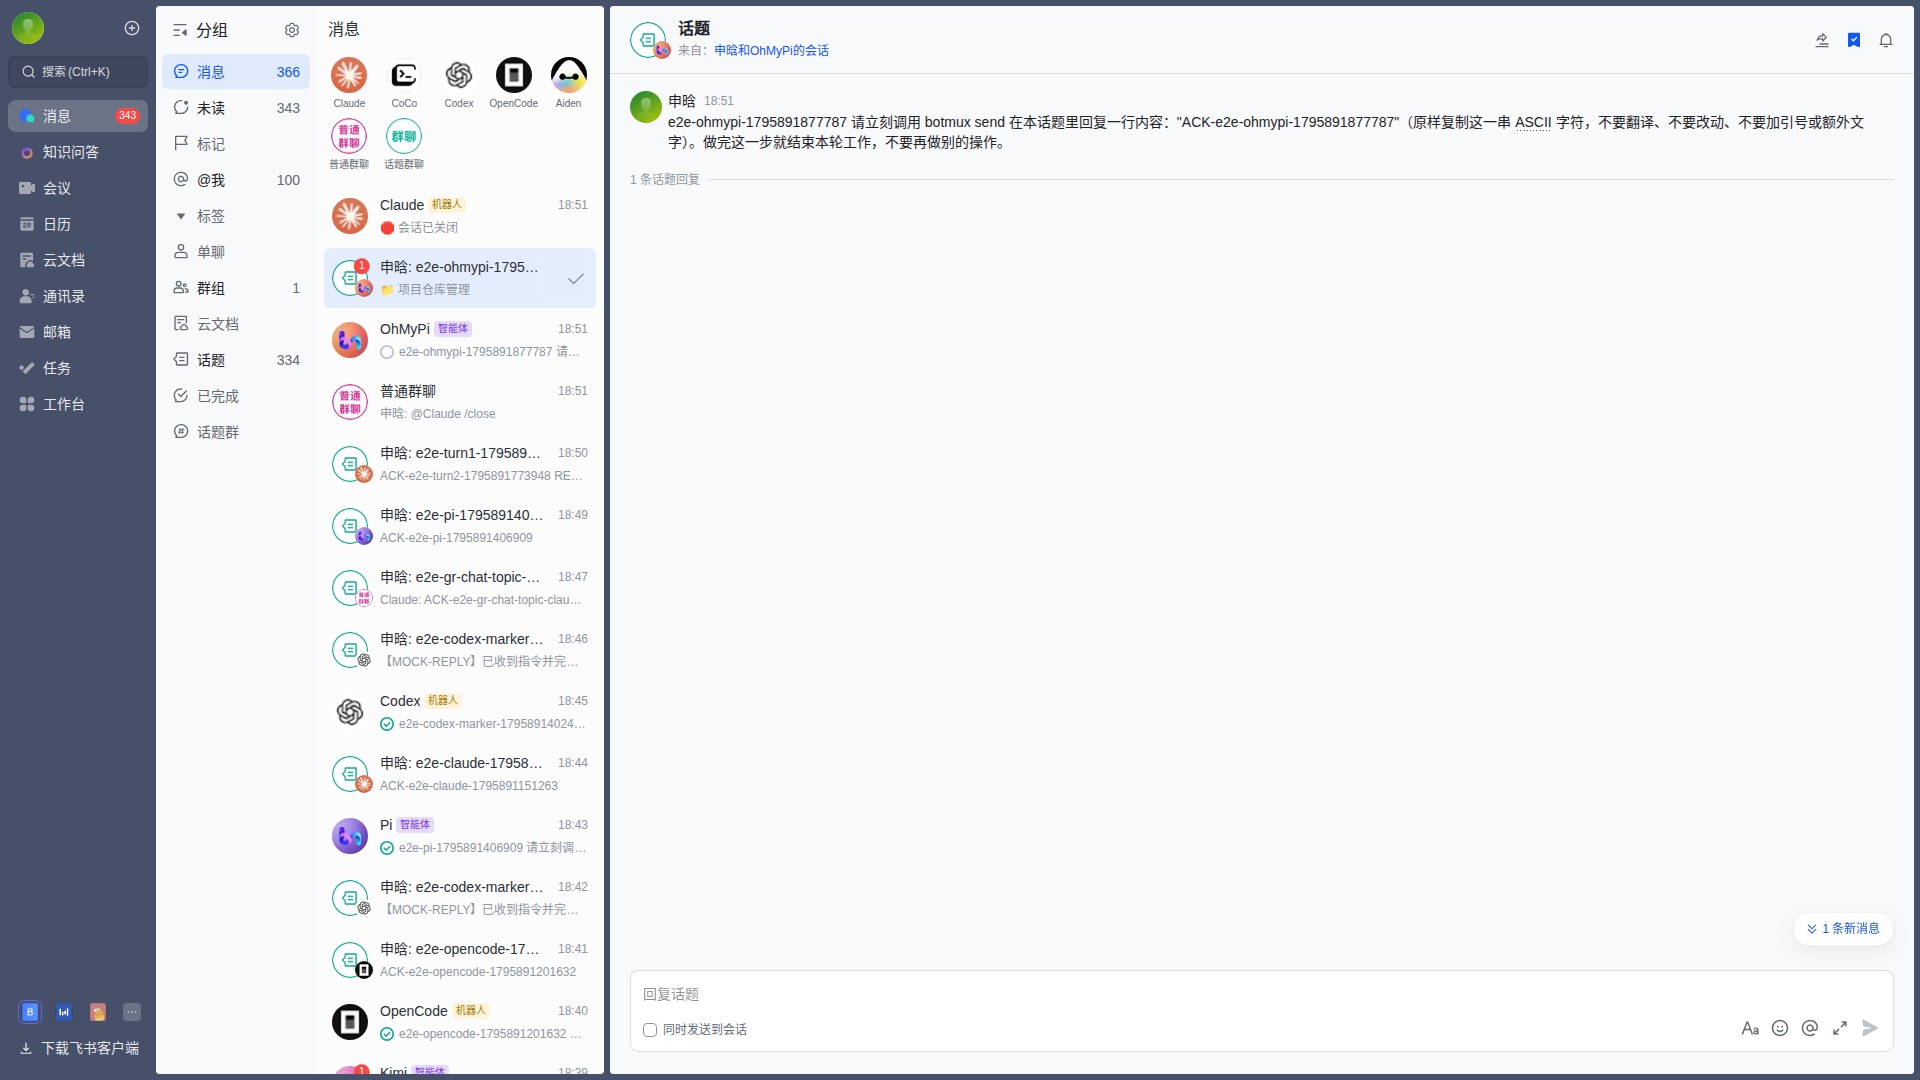 搜索 (Ctrl+K)
消息 343
知识问答
会议
日历
云文档
通讯录
邮箱
任务
工作台
下载飞书客户端
分组
消息 366
未读 343
标记
@我 100
标签
单聊
群组 1
云文档
话题 334
已完成
话题群
消息
Claude CoCo Codex OpenCode Aiden
普通群聊 群聊
普通群聊 话题群聊
Claude 机器人 18:51
会话已关闭
1
申晗: e2e-ohmypi-1795…
项目仓库管理
OhMyPi 智能体 18:51
e2e-ohmypi-1795891877787 请…
普通群聊
普通群聊 18:51
申晗: @Claude /close
申晗: e2e-turn1-179589… 18:50
ACK-e2e-turn2-1795891773948 RE…
申晗: e2e-pi-179589140… 18:49
ACK-e2e-pi-1795891406909
申晗: e2e-gr-chat-topic-… 18:47
Claude: ACK-e2e-gr-chat-topic-clau…
申晗: e2e-codex-marker… 18:46
【MOCK-REPLY】已收到指令并完…
Codex 机器人 18:45
e2e-codex-marker-17958914024…
申晗: e2e-claude-17958… 18:44
ACK-e2e-claude-1795891151263
Pi 智能体 18:43
e2e-pi-1795891406909 请立刻调…
申晗: e2e-codex-marker… 18:42
【MOCK-REPLY】已收到指令并完…
申晗: e2e-opencode-17… 18:41
ACK-e2e-opencode-1795891201632
OpenCode 机器人 18:40
e2e-opencode-1795891201632 …
1
Kimi 智能体 18:39
话题
来自：申晗和OhMyPi的会话
申晗 18:51
e2e-ohmypi-1795891877787 请立刻调用 botmux send 在本话题里回复一行内容："ACK-e2e-ohmypi-1795891877787"（原样复制这一串 ASCII 字符，不要翻译、不要改动、不要加引号或额外文
字）。做完这一步就结束本轮工作，不要再做别的操作。
1 条话题回复
1 条新消息
回复话题
同时发送到会话